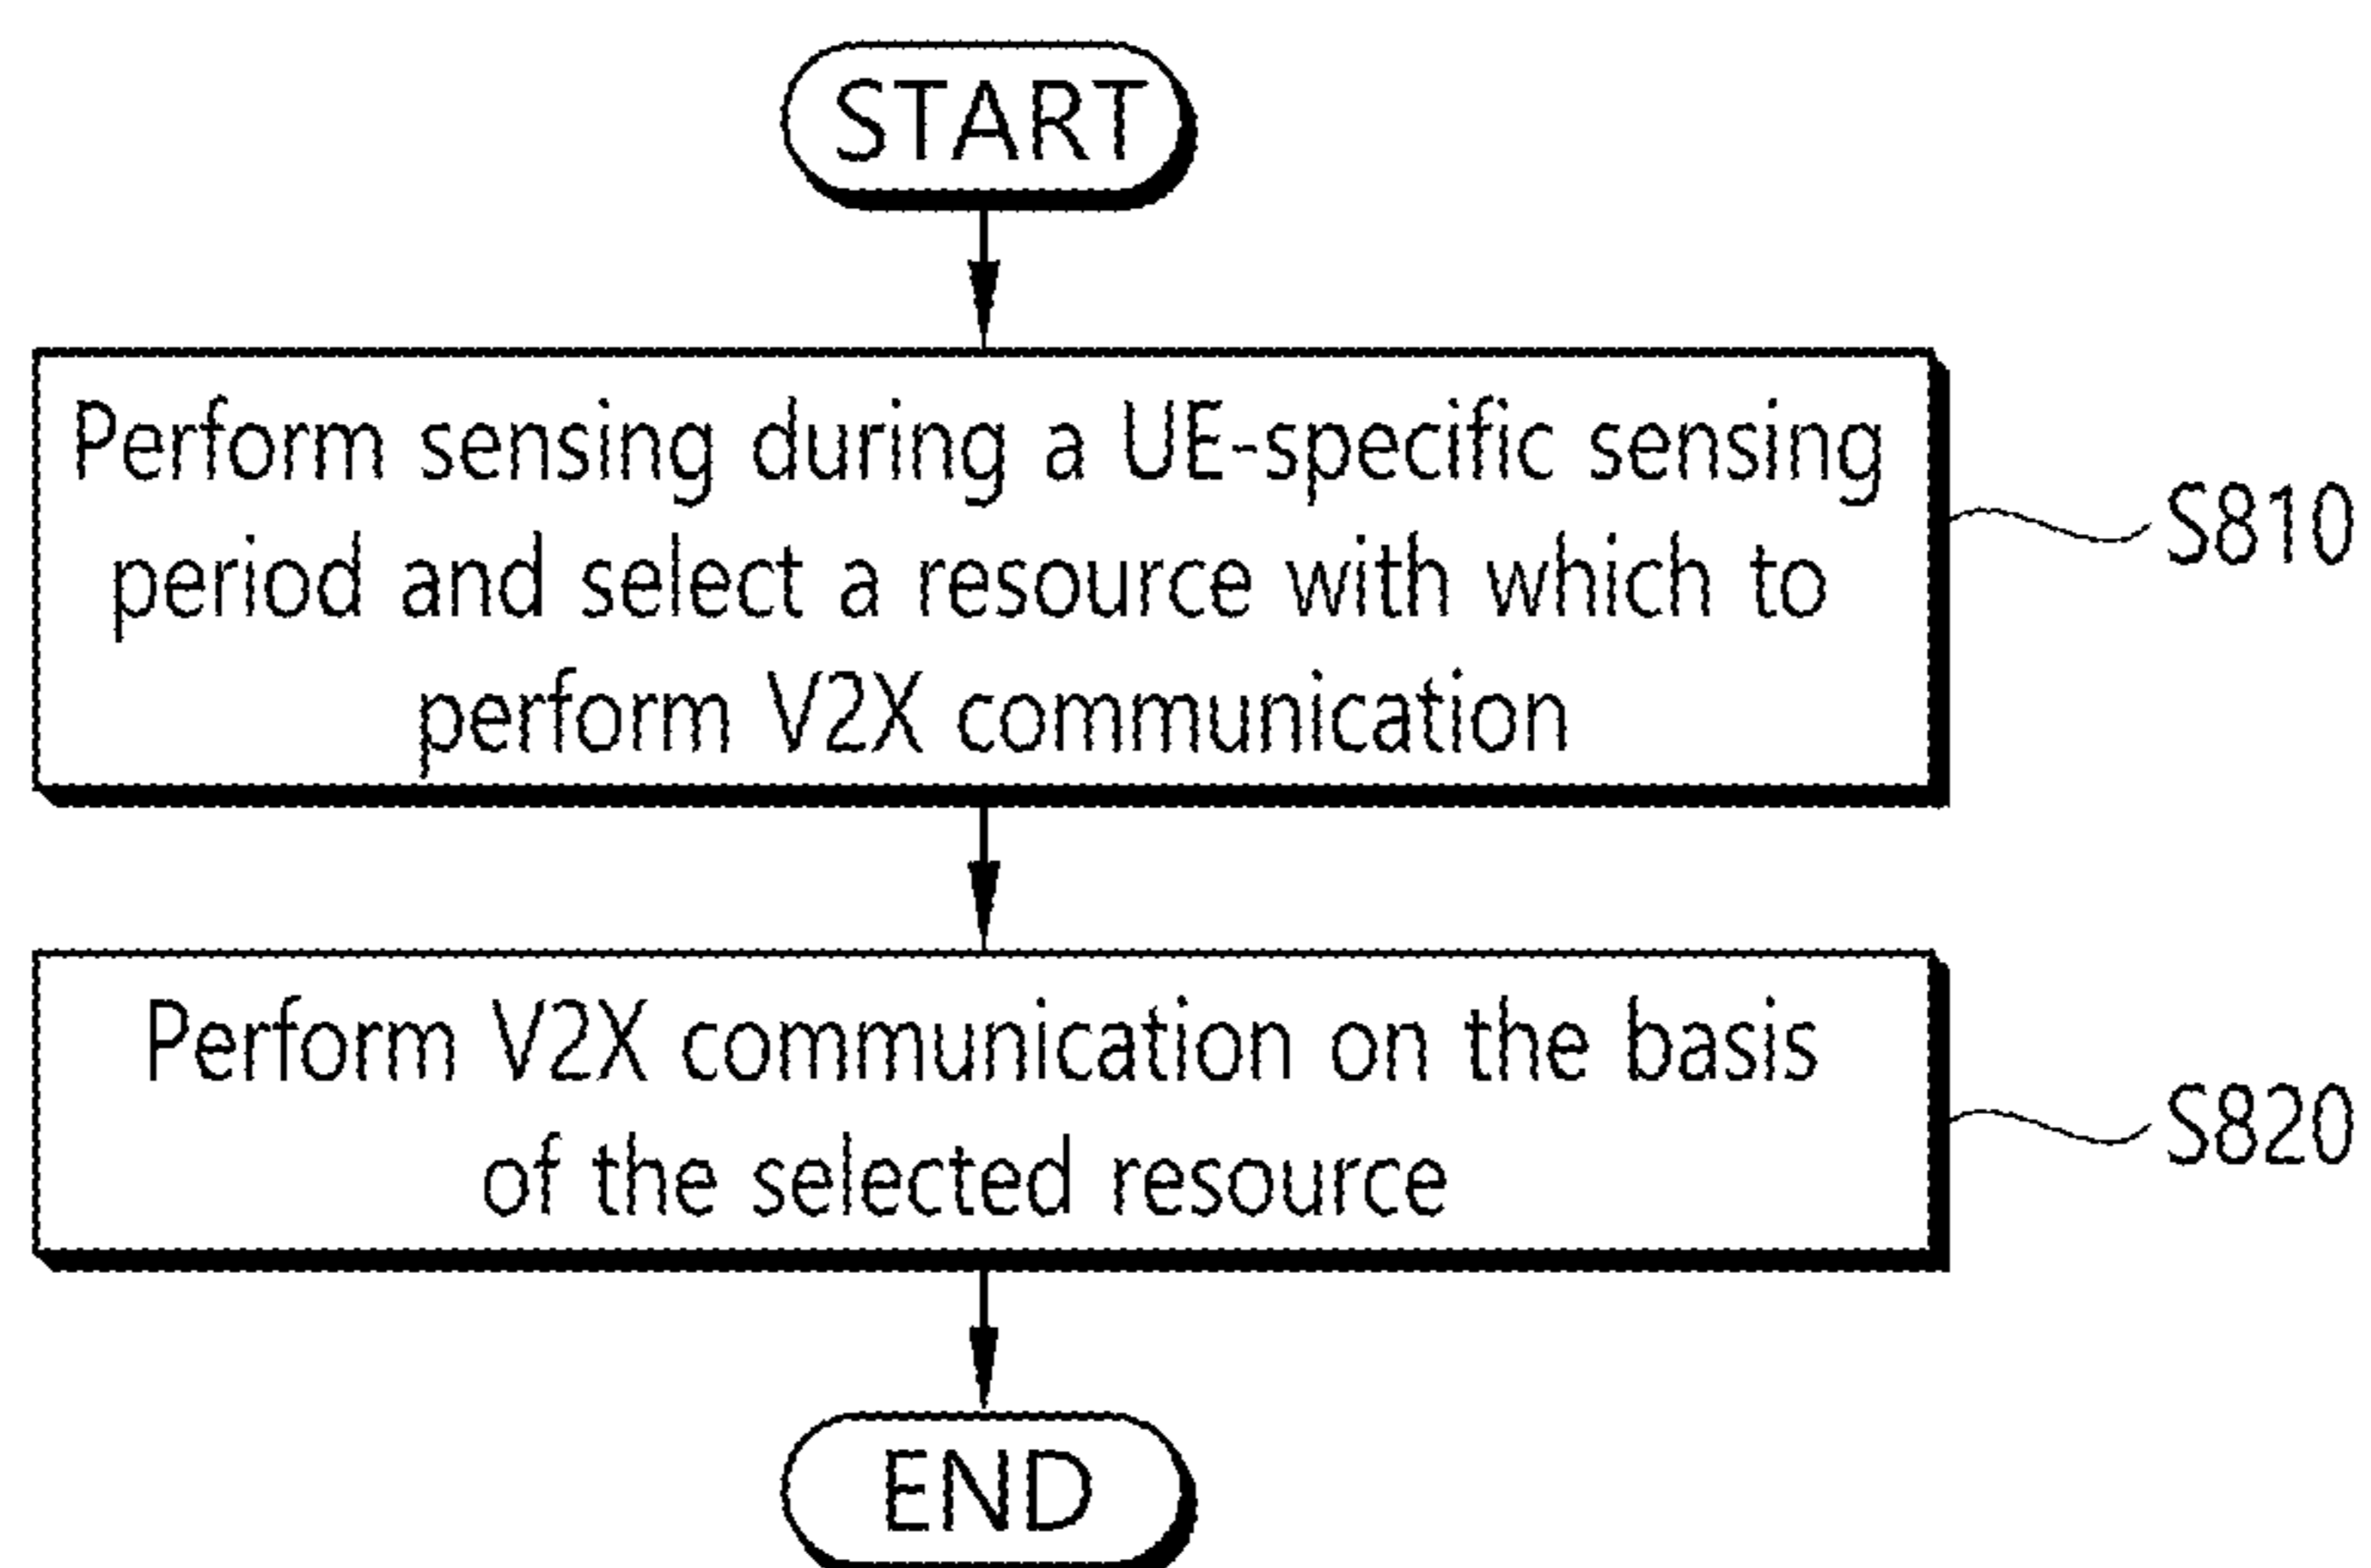 START
Perform sensing during a UE-specific sensing
period and select a resource with which to
perform V2X communication
S810
Perform V2X communication on the basis
of the selected resource
S820
END